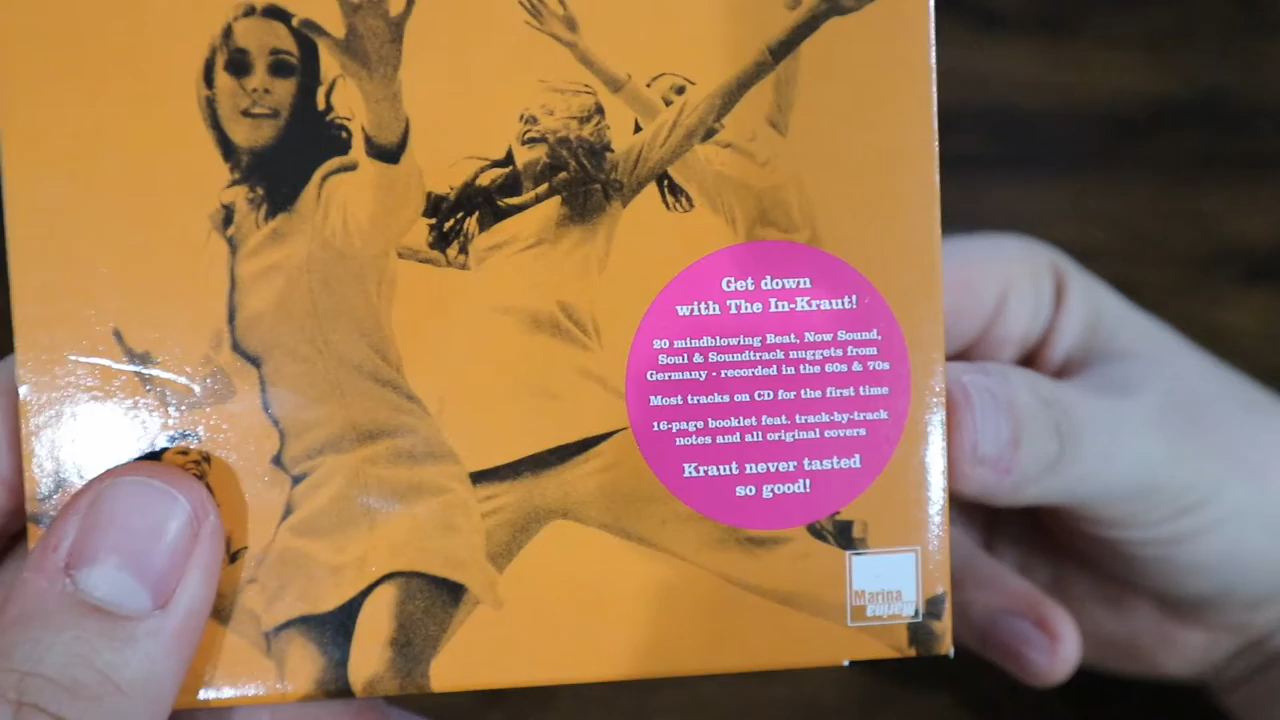 Get down
with The In-Kraut!
20 mindblowing Beat, Now Sound,
Soul & Soundtrack nuggets from
Germany - recorded in the 60s & 70s
Most tracks on CD for the first time
16-page booklet feat. track-by-track
notes and all original covers
Kraut never tasted
so good!
Marina
Marina